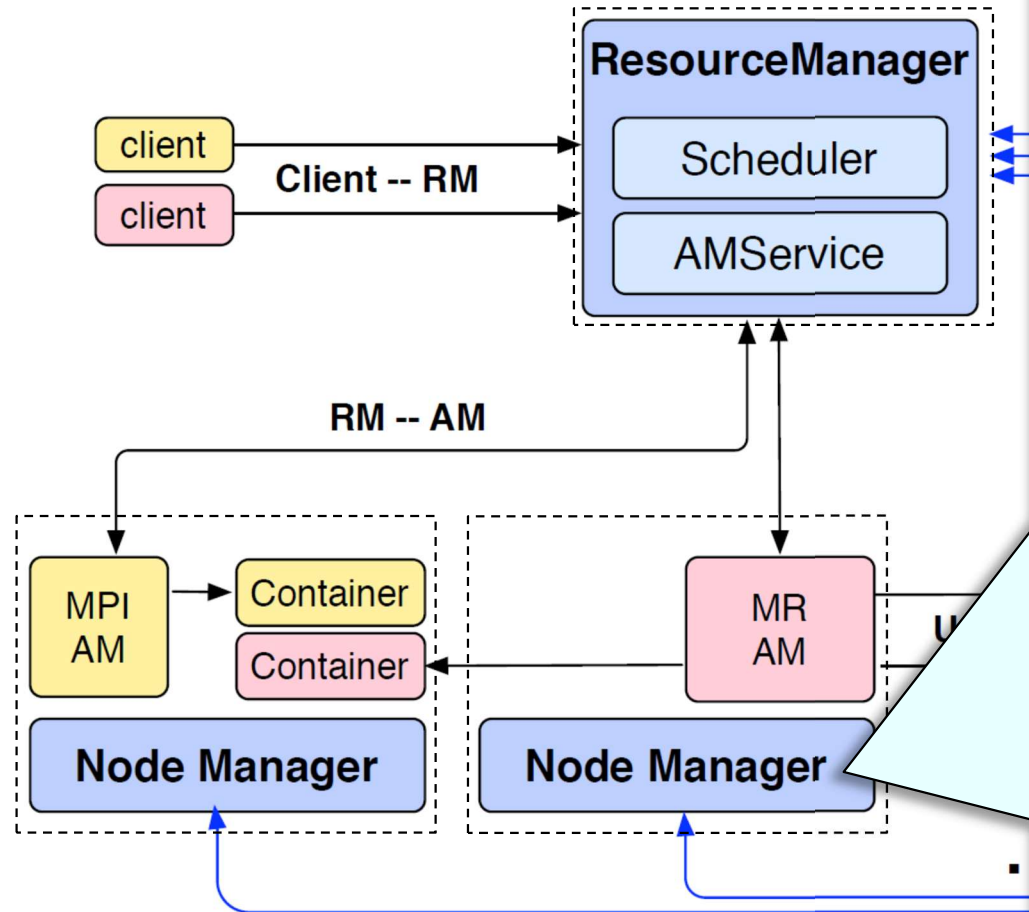 ResourceManager
client
Client -- RM
client
Scheduler
AMService
RM -- AM
MPI
AM
Container
Container
MR
AM
Node Manager
Node Manager